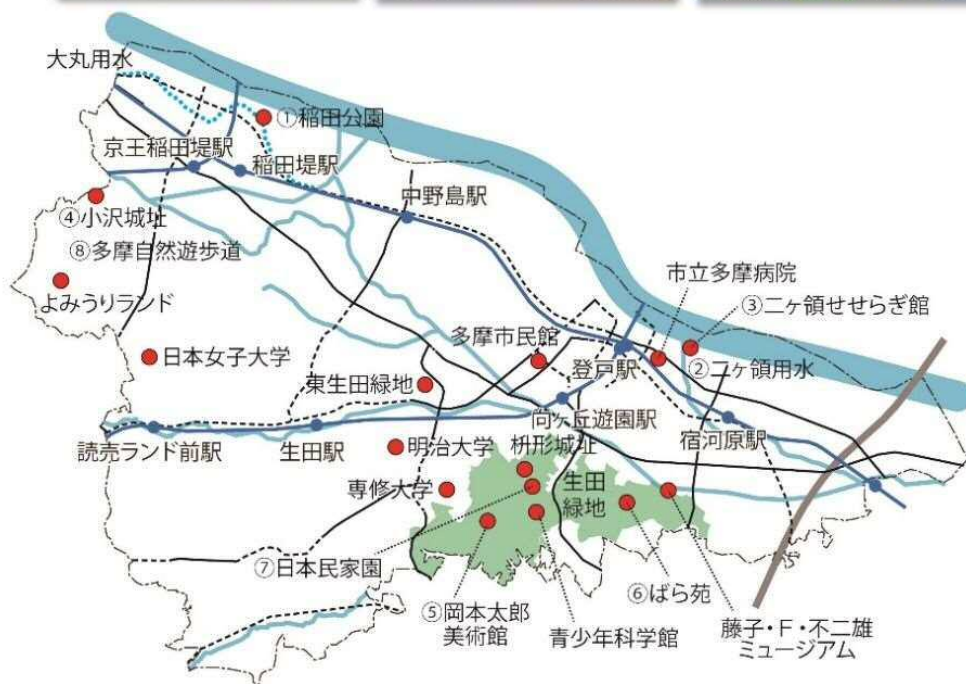 大丸用水
①稲田公園
京王稲田堤駅
稲田堤駅
中野島駅
④小沢城址
⑧多摩自然遊歩道
よみうりランド
市立多摩病院
③二ヶ領せせらぎ館
多摩市民館
登戸駅
②二ヶ領用水
日本女子大学
東生田緑地
向ヶ丘遊園駅
宿河原駅
読売ランド前駅
生田駅
明治大学
枡形城址
専修大学
生田
緑地
⑦日本民家園
⑤岡本太郎
美術館
青少年科学館
⑥ばら苑
藤子・F・不二雄
ミュージアム